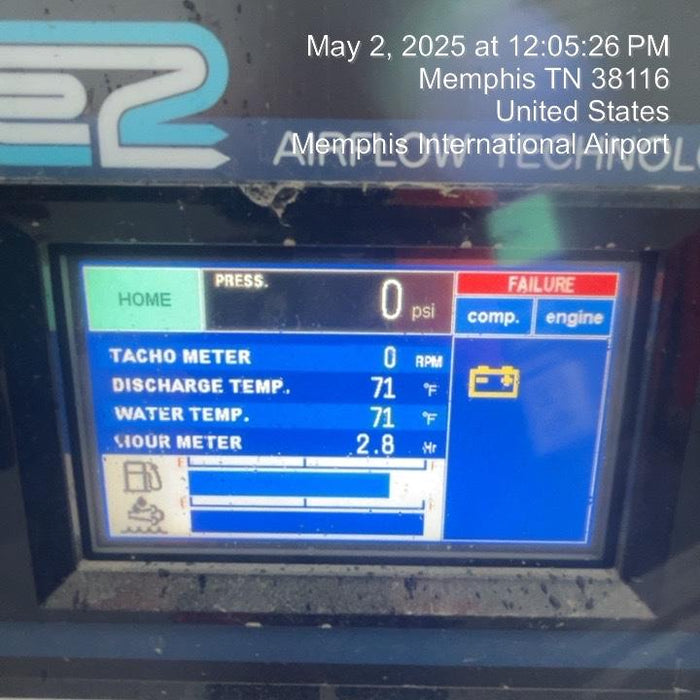 May 2, 2025 at 12:05:26 PM
Memphis TN 38116
United States
Memphis International Airport
AIRFLOW TECHNOL
HOME
PRESS.
0 psi
FAILURE
comp. engine
TACHO METER 0 RPM
DISCHARGE TEMP. 71 °F
WATER TEMP. 71 °F
HOUR METER 2.8 Hr
E F
E F